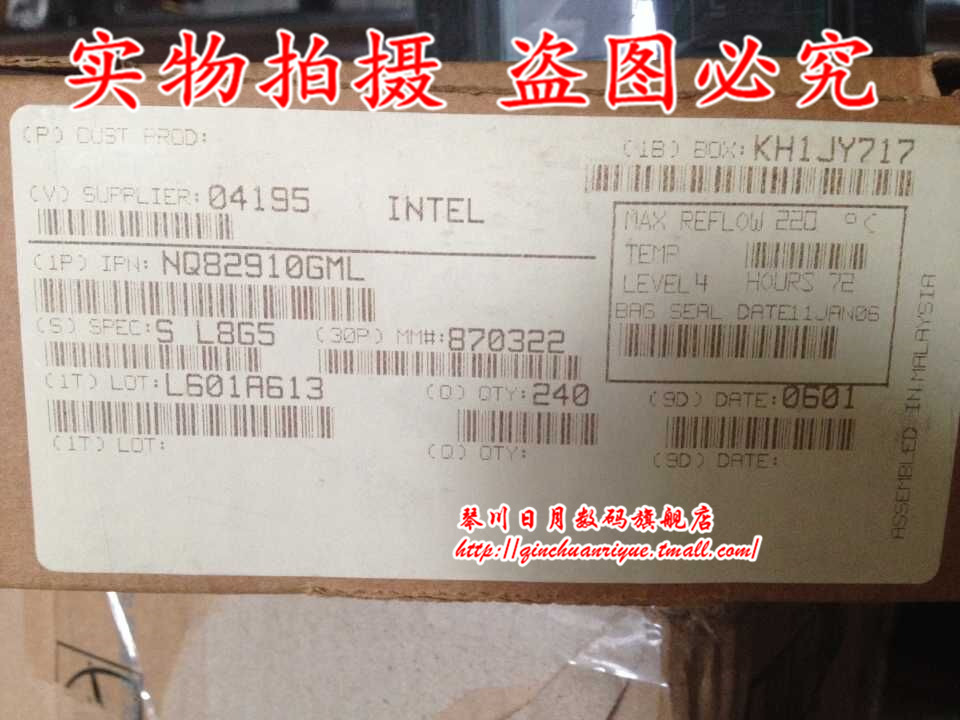 实物拍摄 盗图必究
(P) CUST PROD:
(1B) BOX: KH1JY717
(V) SUPPLIER: 04195
INTEL
MAX REFLOW 220 °C
TEMP
LEVEL 4 HOURS 72
BAG SEAL DATE11JAN06
(1P) IPN: NQ82910GML
(S) SPEC: S L8G5
(30P) MM#: 870322
(1T) LOT: L601A613
(Q) QTY: 240
(9D) DATE: 0601
(1T) LOT:
(Q) QTY:
(9D) DATE:
ASSEMBLED IN MALAYSIA
琴川日月数码旗舰店
http://qinchuanriyue.tmall.com/